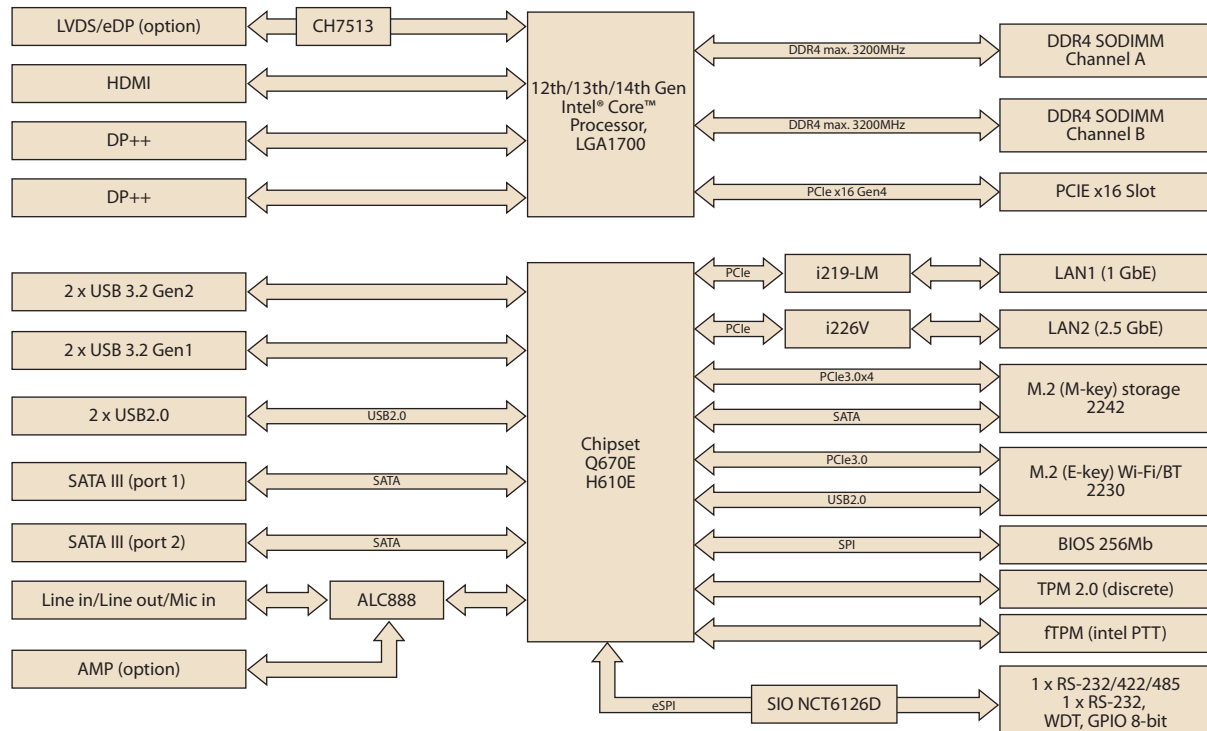 LVDS/eDP (option)
CH7513
HDMI
DP++
DP++
12th/13th/14th Gen
Intel® Core™
Processor,
LGA1700
DDR4 max. 3200MHz
DDR4 SODIMM
Channel A
DDR4 max. 3200MHz
DDR4 SODIMM
Channel B
PCIe x16 Gen4
PCIE x16 Slot
2 x USB 3.2 Gen2
2 x USB 3.2 Gen1
2 x USB2.0
USB2.0
SATA III (port 1)
SATA
SATA III (port 2)
SATA
Line in/Line out/Mic in
ALC888
AMP (option)
Chipset
Q670E
H610E
PCIe
i219-LM
LAN1 (1 GbE)
PCIe
i226V
LAN2 (2.5 GbE)
PCIe3.0x4
SATA
M.2 (M-key) storage
2242
PCIe3.0
USB2.0
M.2 (E-key) Wi-Fi/BT
2230
SPI
BIOS 256Mb
TPM 2.0 (discrete)
fTPM (intel PTT)
eSPI
SIO NCT6126D
1 x RS-232/422/485
1 x RS-232,
WDT, GPIO 8-bit